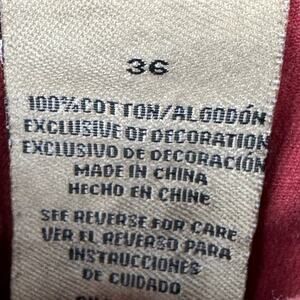 36
100% COTTON/ALGODÓN
EXCLUSIVE OF DECORATION
EXCLUSIVO DE DECORACIÓN
MADE IN CHINA
HECHO EN CHINE
SEE REVERSE FOR CARE
VER EL REVERSO PARA
INSTRUCCIONES
DE CUIDADO